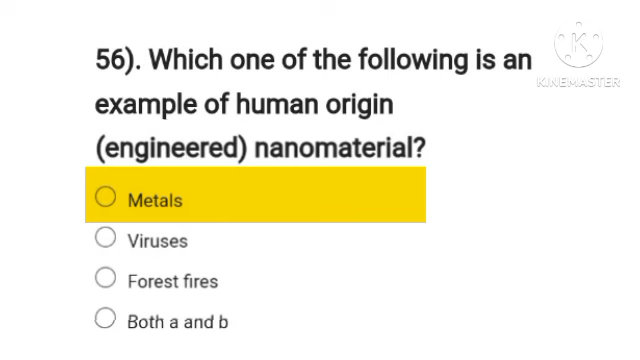 56). Which one of the following is an
example of human origin
(engineered) nanomaterial?
Metals
Viruses
Forest fires
Both a and b
K
KINEMASTER